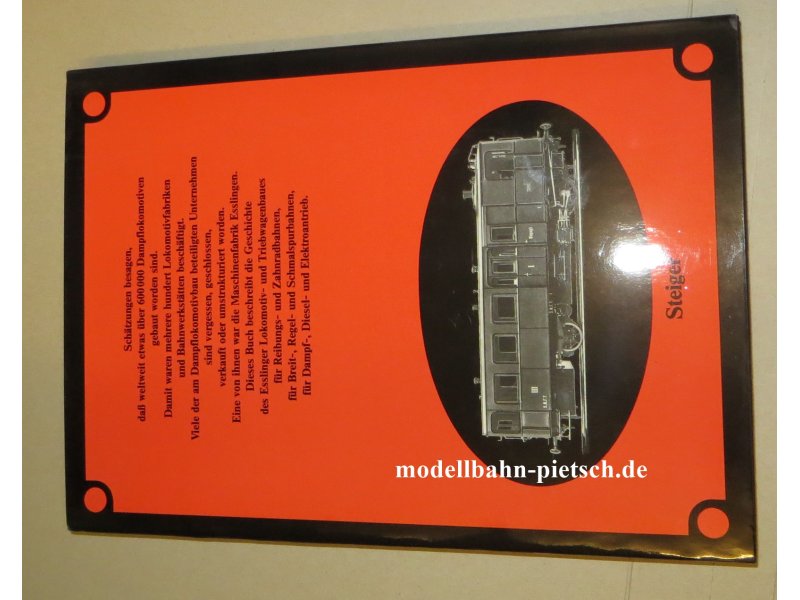 Schätzungen besagen,
daß weltweit etwas über 600 000 Dampflokomotiven
gebaut worden sind.
Damit waren mehrere hundert Lokomotivfabriken
und Bahnwerkstätten beschäftigt.
Viele der am Dampflokomotivbau beteiligten Unternehmen
sind vergessen, geschlossen,
verkauft oder umstrukturiert worden.
Eine von ihnen war die Maschinenfabrik Esslingen.
Dieses Buch beschreibt die Geschichte
des Esslinger Lokomotiv- und Triebwagenbaues
für Reibungs- und Zahnradbahnen,
für Breit-, Regel- und Schmalspurbahnen,
für Dampf-, Diesel- und Elektroantrieb.
Steiger
modellbahn-pietsch.de